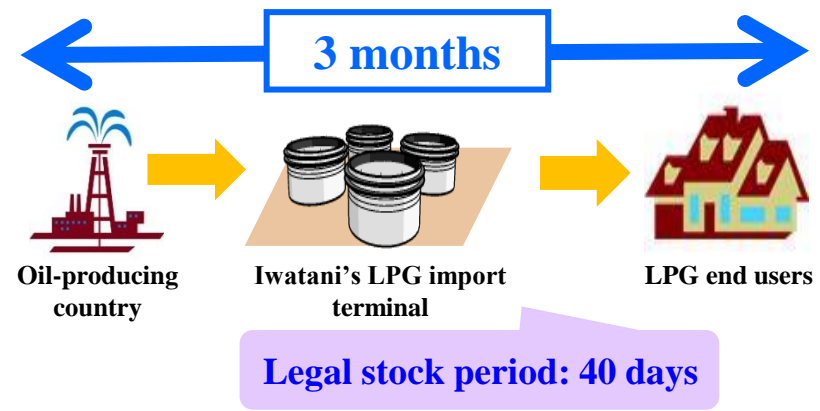 3 months
Oil-producing
country
Iwatani's LPG import
terminal
LPG end users
Legal stock period: 40 days